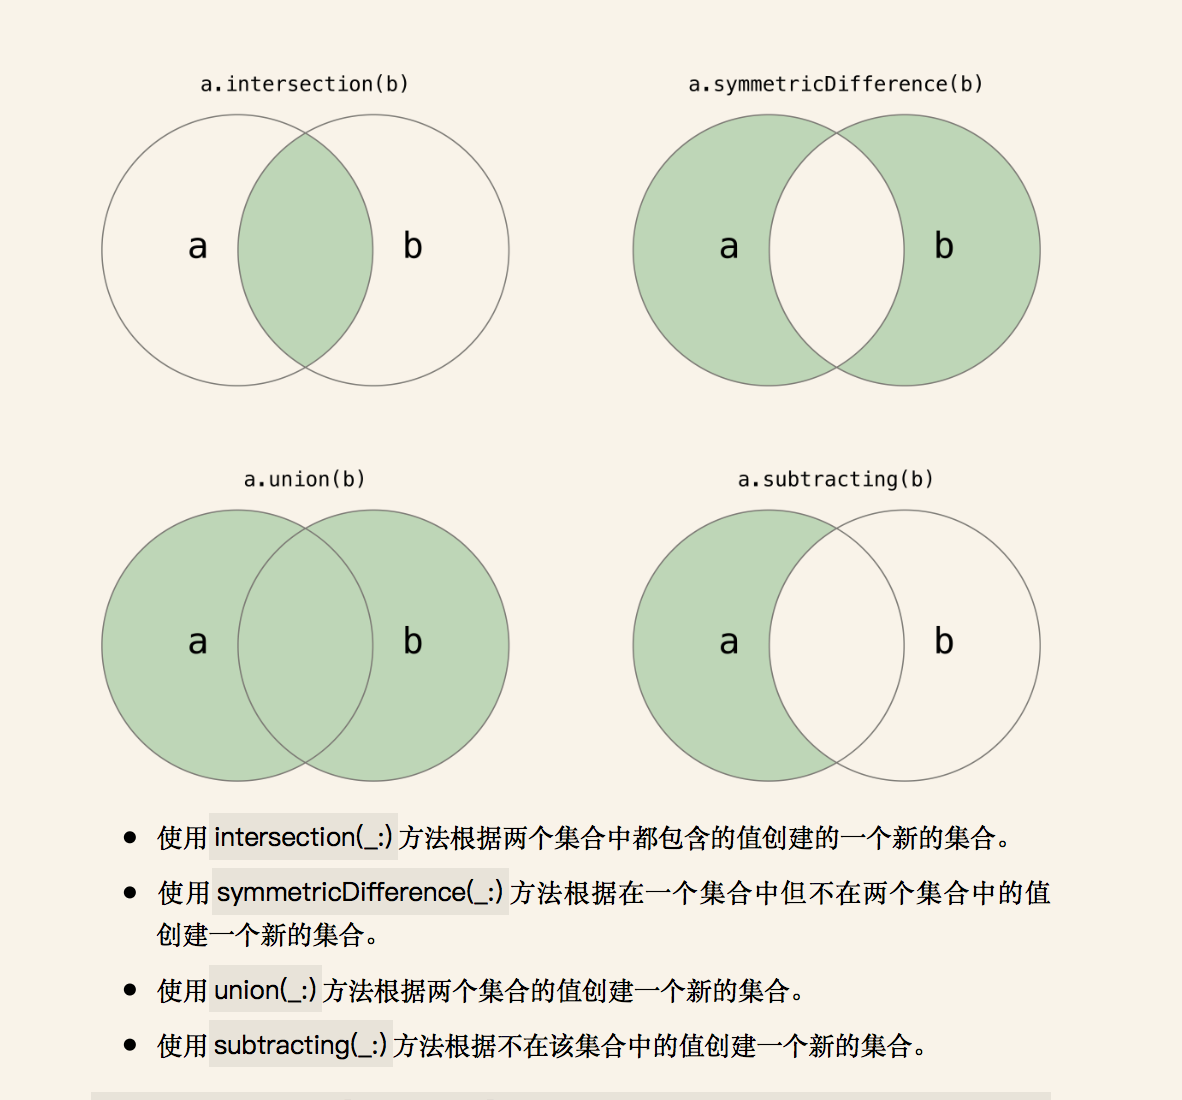 a.intersection(b)
a.symmetricDifference(b)
a
b
a
b
a.union(b)
a.subtracting(b)
a
b
a
b
● 使用 intersection(_:) 方法根据两个集合中都包含的值创建的一个新的集合。
● 使用 symmetricDifference(_:) 方法根据在一个集合中但不在两个集合中的值
创建一个新的集合。
● 使用 union(_:) 方法根据两个集合的值创建一个新的集合。
● 使用 subtracting(_:) 方法根据不在该集合中的值创建一个新的集合。